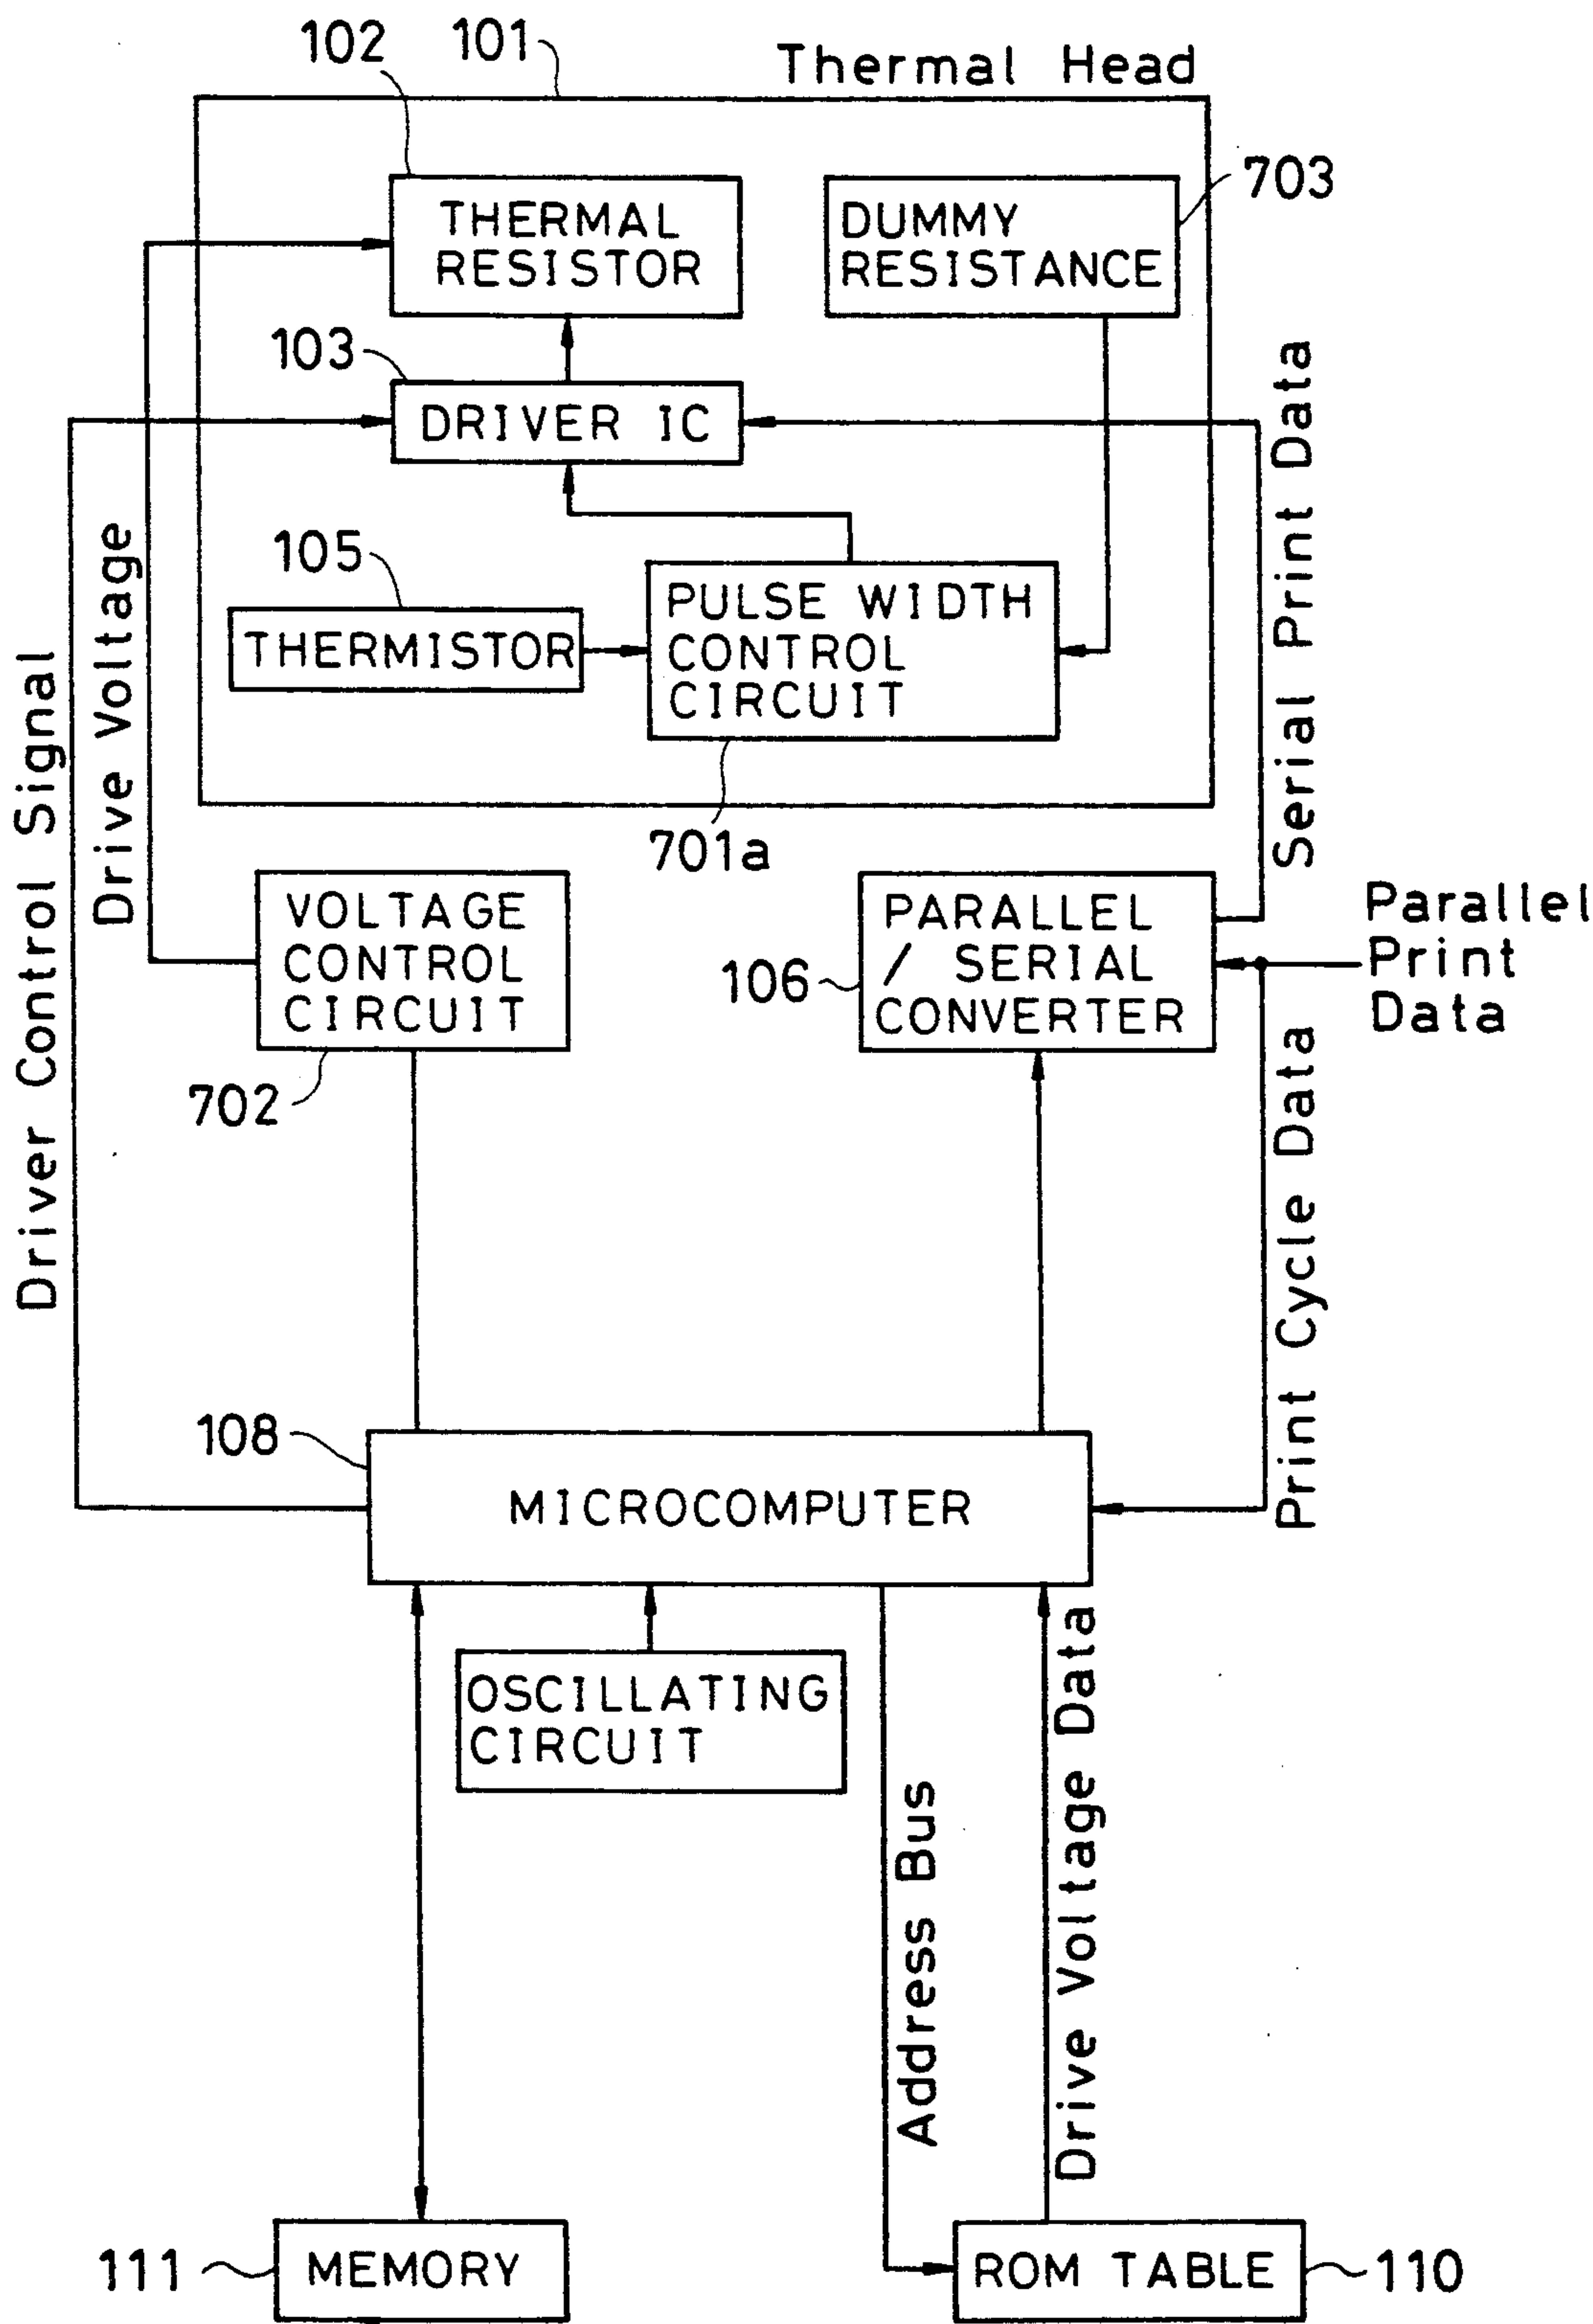 102
101
Thermal Head
THERMAL
RESISTOR
DUMMY
RESISTANCE
703
103
DRIVER IC
105
THERMISTOR
PULSE WIDTH
CONTROL
CIRCUIT
701a
Serial Print Data
Drive Voltage
Driver Control Signal
VOLTAGE
CONTROL
CIRCUIT
702
PARALLEL
/ SERIAL
CONVERTER
106
Parallel
Print
Data
Print Cycle Data
108
MICROCOMPUTER
OSCILLATING
CIRCUIT
Address Bus
Drive Voltage Data
111
MEMORY
ROM TABLE
110